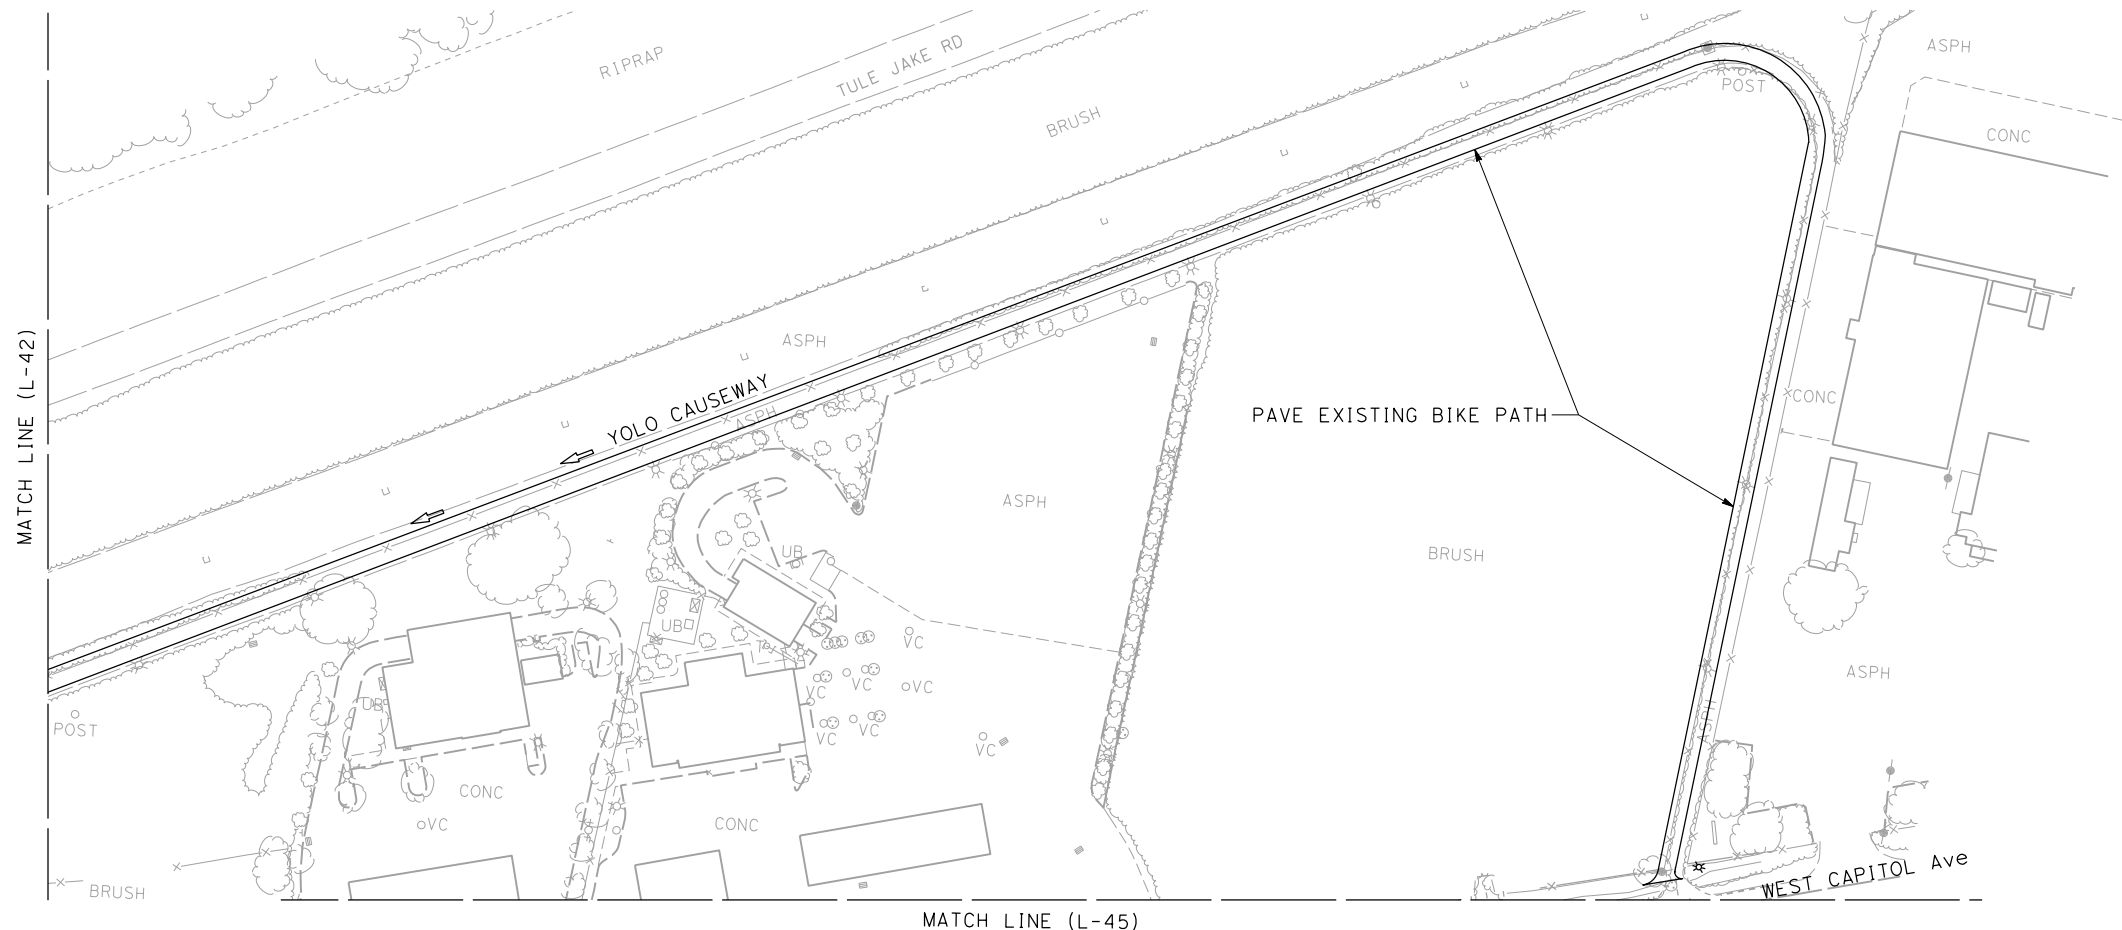 RIPRAP
TULE JAKE RD
BRUSH
ASPH
POST
CONC
MATCH LINE (L-42)
ASPH
YOLO CAUSEWAY
ASPH
PAVE EXISTING BIKE PATH
CONC
ASPH
BRUSH
UB
UB
VC
ASPH
VC
VC
VC
UB
POST
VC
VC
VC
ASPH
CONC
VC
CONC
BRUSH
WEST CAPITOL Ave
MATCH LINE (L-45)